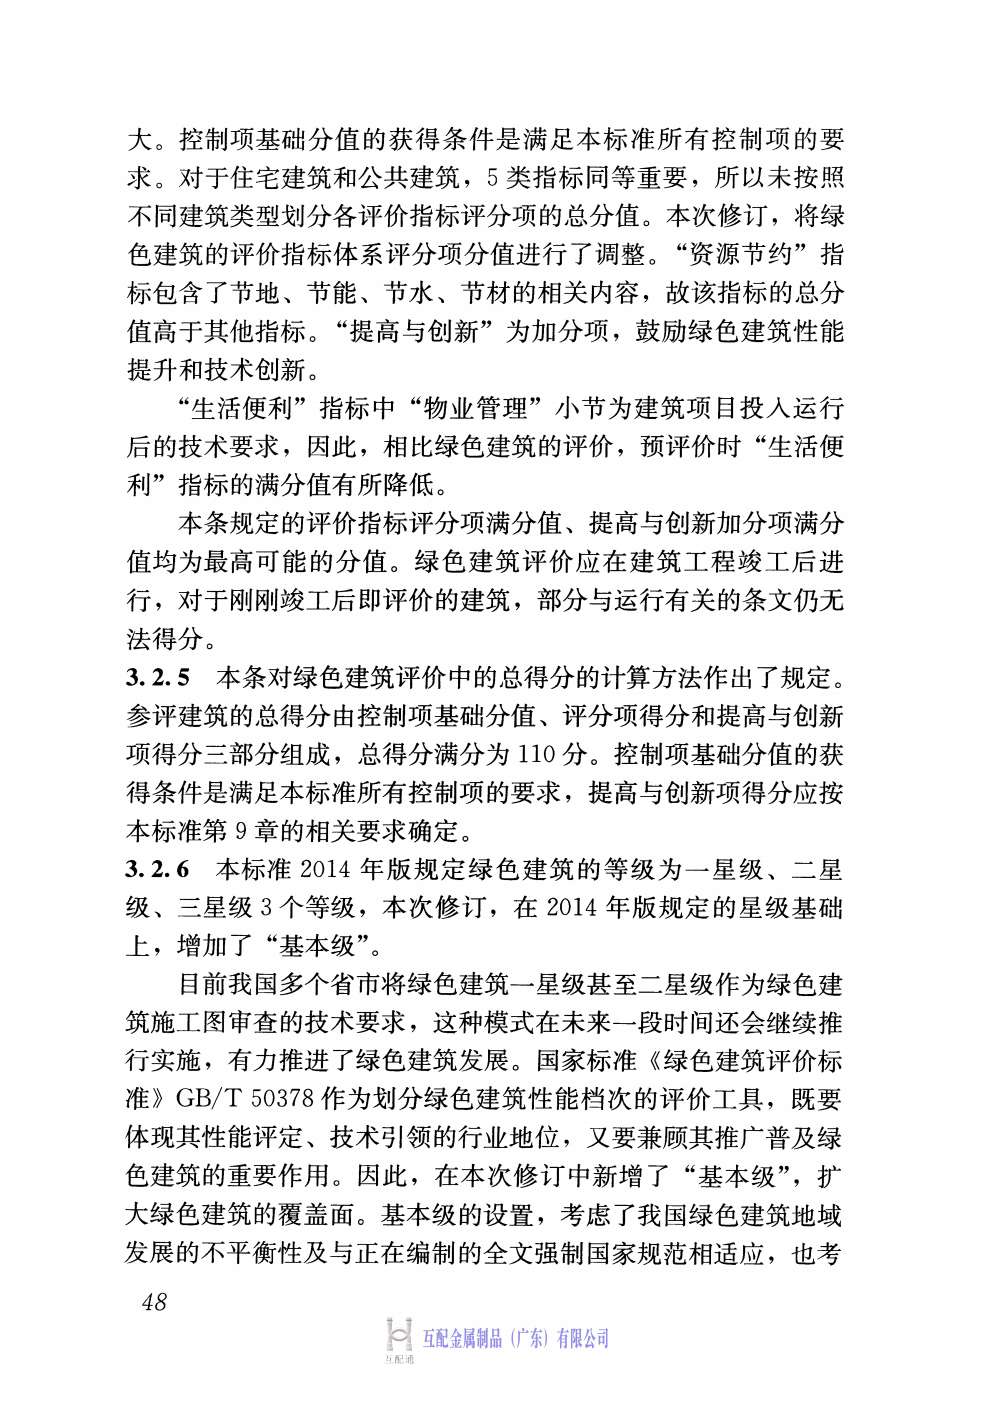 大。控制项基础分值的获得条件是满足本标准所有控制项的要
求。对于住宅建筑和公共建筑，5 类指标同等重要，所以未按照
不同建筑类型划分各评价指标评分项的总分值。本次修订，将绿
色建筑的评价指标体系评分项分值进行了调整。“资源节约”指
标包含了节地、节能、节水、节材的相关内容，故该指标的总分
值高于其他指标。“提高与创新”为加分项，鼓励绿色建筑性能
提升和技术创新。
“生活便利”指标中“物业管理”小节为建筑项目投入运行
后的技术要求，因此，相比绿色建筑的评价，预评价时“生活便
利”指标的满分值有所降低。
本条规定的评价指标评分项满分值、提高与创新加分项满分
值均为最高可能的分值。绿色建筑评价应在建筑工程竣工后进
行，对于刚刚竣工后即评价的建筑，部分与运行有关的条文仍无
法得分。
3.2.5 本条对绿色建筑评价中的总得分的计算方法作出了规定。
参评建筑的总得分由控制项基础分值、评分项得分和提高与创新
项得分三部分组成，总得分满分为 110 分。控制项基础分值的获
得条件是满足本标准所有控制项的要求，提高与创新项得分应按
本标准第 9 章的相关要求确定。
3.2.6 本标准 2014 年版规定绿色建筑的等级为一星级、二星
级、三星级 3 个等级，本次修订，在 2014 年版规定的星级基础
上，增加了“基本级”。
目前我国多个省市将绿色建筑一星级甚至二星级作为绿色建
筑施工图审查的技术要求，这种模式在未来一段时间还会继续推
行实施，有力推进了绿色建筑发展。国家标准《绿色建筑评价标
准》GB/T 50378 作为划分绿色建筑性能档次的评价工具，既要
体现其性能评定、技术引领的行业地位，又要兼顾其推广普及绿
色建筑的重要作用。因此，在本次修订中新增了“基本级”，扩
大绿色建筑的覆盖面。基本级的设置，考虑了我国绿色建筑地域
发展的不平衡性及与正在编制的全文强制国家规范相适应，也考
48
互配金属制品（广东）有限公司
互配通